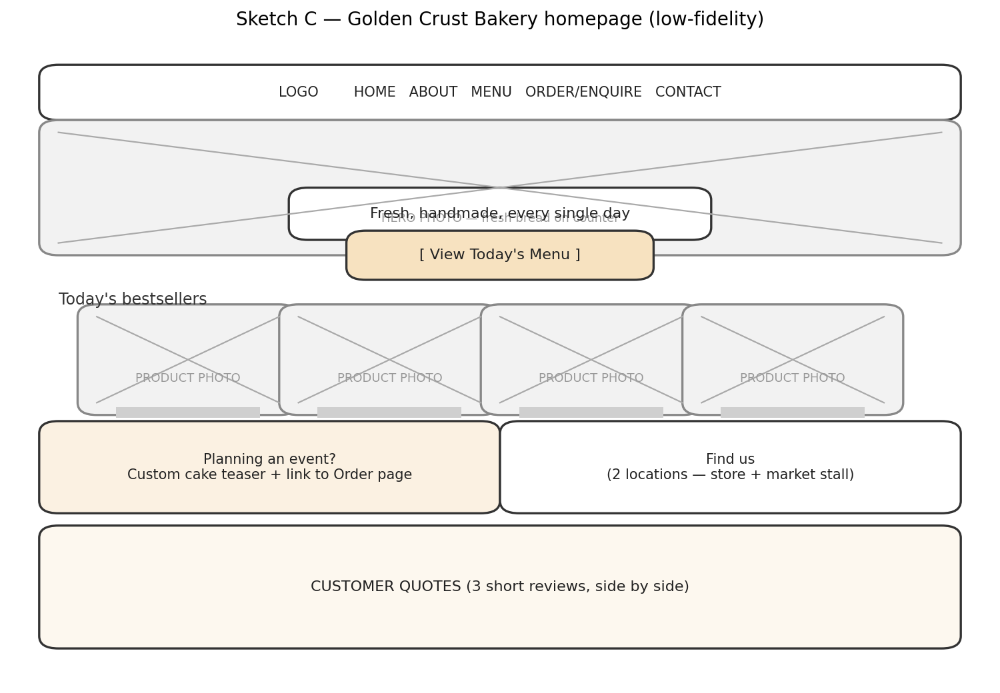 Sketch C — Golden Crust Bakery homepage (low-fidelity)
LOGO HOME ABOUT MENU ORDER/ENQUIRE CONTACT
Fresh, handmade, every single day
HERO PHOTO — fresh bread on counter
[ View Today's Menu ]
Today's bestsellers
PRODUCT PHOTO PRODUCT PHOTO PRODUCT PHOTO PRODUCT PHOTO
Planning an event?
Custom cake teaser + link to Order page
Find us
(2 locations — store + market stall)
CUSTOMER QUOTES (3 short reviews, side by side)